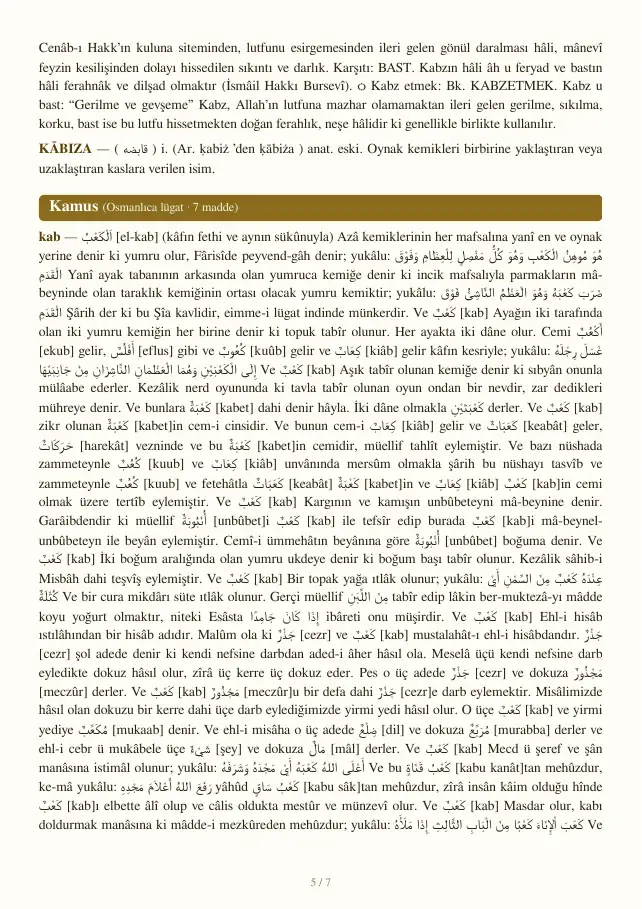 Cenâb-ı Hakk’ın kuluna siteminden, lutfunu esirgemesinden ileri gelen gönül daralması hâli, mânevî
feyzin kesilişinden dolayı hissedilen sıkıntı ve darlık. Karşıtı: BAST. Kabzın hâli âh u feryad ve bastın
hâli ferahnâk ve dilşad olmaktır (İsmâil Hakkı Bursevî). ○ Kabz etmek: Bk. KABZETMEK. Kabz u
bast: “Gerilme ve gevşeme” Kabz, Allah’ın lutfuna mazhar olamamaktan ileri gelen gerilme, sıkılma,
korku, bast ise bu lutfu hissetmekten doğan ferahlık, neşe hâlidir ki genellikle birlikte kullanılır.
KĀBIZA — ( قابضه ) i. (Ar. ḳabiż ’den ḳābiża ) anat. eski. Oynak kemikleri birbirine yaklaştıran veya
uzaklaştıran kaslara verilen isim.
Kamus (Osmanlıca lügat · 7 madde)
kab — اَلْكَعْبُ [el-kab] (kâfın fethi ve aynın sükûnuyla) Azâ kemiklerinin her mafsalına yanî en ve oynak
yerine denir ki yumru olur, Fârisîde peyvend-gâh denir; yukâlu: هُوَ مُوهِنُ الْكَعْبِ وَهُوَ كُلُّ مَفْصِلٍ لِلْعِظَامِ وَفَوْقَ
الْقَدَمِ Yanî ayak tabanının arkasında olan yumruca kemiğe denir ki incik mafsalıyla parmakların mâ-
beyninde olan taraklık kemiğinin ortası olacak yumru kemiktir; yukâlu: ضَرَبَ كَعْبَهُ وَهُوَ الْعَظْمُ النَّاشِئُ فَوْقَ
الْقَدَمِ Şârih der ki bu İsa kavlidir, eimme-i lügat indinde münkerdir. Ve كَعْبٌ [kab] Ayağın iki tarafında
olan iki yumru kemiğin her birine denir ki topuk tabîr olunur. Her ayakta iki dâne olur. Cemi أَكْعُبٌ
[ekub] gelir, أَفْلُسٌ [eflus] gibi ve كُعُوبٌ [kuûb] gelir ve كِعَابٌ [kiâb] gelir kâfın kesriyle; yukâlu: غَسَلَ رِجْلَهُ
إِلَى الْكَعْبَيْنِ وَهُمَا الْعَظْمَانِ النَّاشِزَانِ مِنْ جَانِبَيْهَا Ve كَعْبٌ [kab] Aşık tabîr olunan kemiğe denir ki sıbyân onunla
mülâabe ederler. Kezâlik nerd oyununda ki tavla tabîr olunan oyun ondan bir nevdir, zar dedikleri
mühreye denir. Ve bunlara كَعْبَةٌ [kabet] dahi denir hâyla. İki dâne olmakla كَعْبَتَيْنِ derler. Ve كَعْبٌ [kab]
zikr olunan كَعْبَةٌ [kabet]in cem-i cinsidir. Ve bunun cem-i كِعَابٌ [kiâb] gelir ve كَعَبَاتٌ [keabât] geler,
حَرَكَاتٌ [harekât] vezninde ve bu كَعْبَةٌ [kabet]in cemidir, müellif tahlît eylemiştir. Ve bazı nüshada
zammeteynle كُعُبٌ [kuub] ve كِعَابٌ [kiâb] unvânında mersûm olmakla şârih bu nüshayı tasvîb ve
zammeteynle كُعُبٌ [kuub] ve fetehâtla كَعَبَاتٌ [keabât] كَعْبَةٌ [kabet]in ve كِعَابٌ [kiâb] كَعْبٌ [kab]in cemi
olmak üzere tertîb eylemiştir. Ve كَعْبٌ [kab] Kargının ve kamışın unbûbeteyni mâ-beynine denir.
Garâibdendir ki müellif أُنْبُوبَةٌ [unbûbet]i كَعْبٌ [kab] ile tefsîr edip burada كَعْبٌ [kab]i mâ-beynel-
unbûbeteyn ile beyân eylemiştir. Cemî-i ümmehâtın beyânına göre أُنْبُوبَةٌ [unbûbet] boğuma denir. Ve
كَعْبٌ [kab] İki boğum aralığında olan yumru ukdeye denir ki boğum başı tabîr olunur. Kezâlik sâhib-i
Misbâh dahi teşvîş eylemiştir. Ve كَعْبٌ [kab] Bir topak yağa ıtlâk olunur; yukâlu: عِنْدَهُ كَعْبٌ مِنَ السَّمْنِ أَيْ
كُتْلَةٌ Ve bir cura mikdâr süte ıtlâk olunur. Gerçi müellif مِنَ اللَّبَنِ tabîr edip lâkin ber-muktezâ-yı mâdde
koyu yoğurt olmaktır, niteki Esâsta إِذَا كَانَ جَامِدًا ibâreti onu müşirdir. Ve كَعْبٌ [kab] Ehl-i hisâb
ıstılâhından bir hisâb adıdır. Malûm ola ki جَذْرٌ [cezr] ve كَعْبٌ [kab] mustalahât-ı ehl-i hisâbdandır. جَذْرٌ
[cezr] şol adede denir ki kendi nefsine darbdan aded-i âher hâsıl ola. Meselâ üçü kendi nefsine darb
eyledikte dokuz hâsıl olur, zîrâ üç kerre üç dokuz eder. Pes o üç adede جَذْرٌ [cezr] ve dokuza مَجْذُورٌ
[meczûr] derler. Ve كَعْبٌ [kab] مَجْذُورٌ [meczûr]u bir defa dahi جَذْرٌ [cezr]e darb eylemektir. Misâlimizde
hâsıl olan dokuzu bir kerre dahi üçe darb eylediğimizde yirmi yedi hâsıl olur. O üçe كَعْبٌ [kab] ve yirmi
yediye مُكَعَّبٌ [mukaab] denir. Ve ehl-i misâha o üç adede ضِلْعٌ [dil] ve dokuza مُرَبَّعٌ [murabba] derler ve
ehl-i cebr ü mukâbele üçe شَيْءٌ [şey] ve dokuza مَالٌ [mâl] derler. Ve كَعْبٌ [kab] Mecd ü şeref ve şân
manâsına istimâl olunur; yukâlu: أَعْلَى اللهُ كَعْبَهُ أَيْ مَجْدَهُ وَشَرَفَهُ Ve bu كَعْبُ قَنَاةٍ [kabu kanât]tan mehûzdur,
ke-mâ yukâlu: رَفَعَ اللهُ أَعْلَامَ مَجْدِهِ yâhûd كَعْبُ سَاقٍ [kabu sâk]tan mehûzdur, zîrâ insân kâim olduğu hînde
كَعْبٌ [kab]ı elbette âlî olup ve câlis oldukta mestûr ve münzevî olur. Ve كَعْبٌ [kab] Masdar olur, kabı
doldurmak manâsına ki mâdde-i mezkûreden mehûzdur; yukâlu: كَعَبَ الْإِنَاءَ كَعْبًا مِنَ الْبَابِ الثَّالِثِ إِذَا مَلَأَهُ Ve
5 / 7